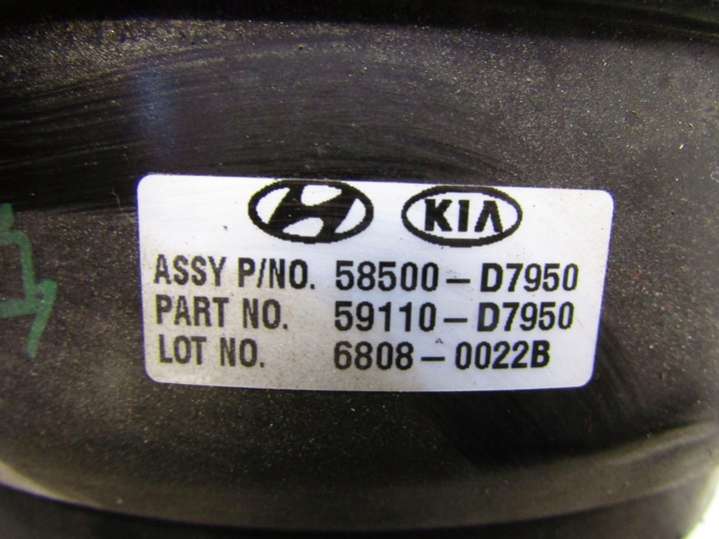 KIA
ASSY P/NO. 58500-D7950
PART NO. 59110-D7950
LOT NO. 6808-0022B